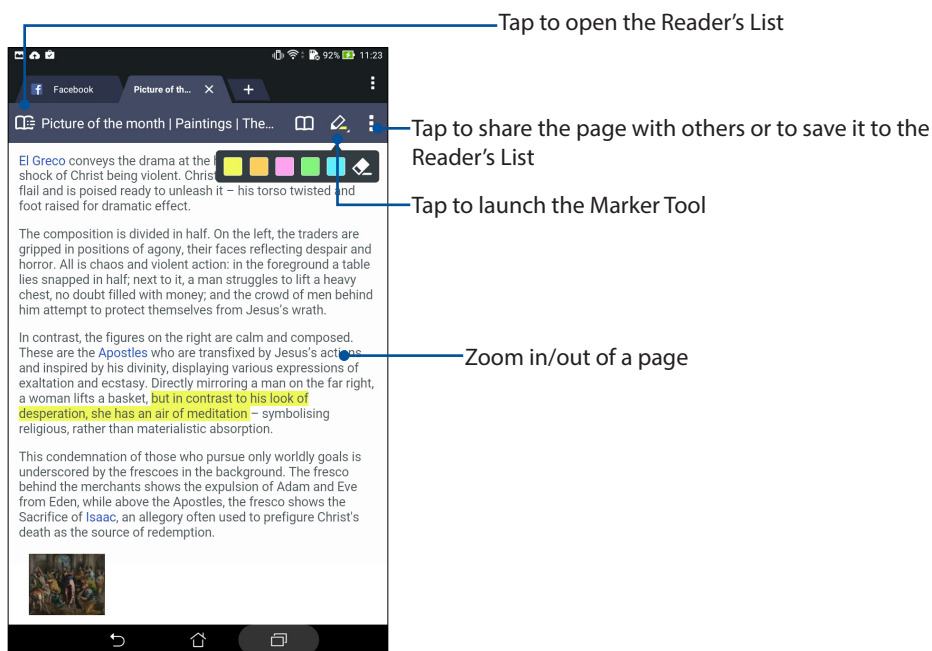 Tap to open the Reader's List
92% 11:23
Facebook Picture of th...
Picture of the month | Paintings | The...
Tap to share the page with others or to save it to the
Reader's List
El Greco conveys the drama at the
shock of Christ being violent. Christ
flail and is poised ready to unleash it – his torso twisted and
foot raised for dramatic effect.
Tap to launch the Marker Tool
The composition is divided in half. On the left, the traders are
gripped in positions of agony, their faces reflecting despair and
horror. All is chaos and violent action: in the foreground a table
lies snapped in half; next to it, a man struggles to lift a heavy
chest, no doubt filled with money; and the crowd of men behind
him attempt to protect themselves from Jesus's wrath.
In contrast, the figures on the right are calm and composed.
These are the Apostles who are transfixed by Jesus's actions
and inspired by his divinity, displaying various expressions of
exaltation and ecstasy. Directly mirroring a man on the far right,
a woman lifts a basket, but in contrast to his look of
desperation, she has an air of meditation – symbolising
religious, rather than materialistic absorption.
Zoom in/out of a page
This condemnation of those who pursue only worldly goals is
underscored by the frescoes in the background. The fresco
behind the merchants shows the expulsion of Adam and Eve
from Eden, while above the Apostles, the fresco shows the
Sacrifice of Isaac, an allegory often used to prefigure Christ's
death as the source of redemption.